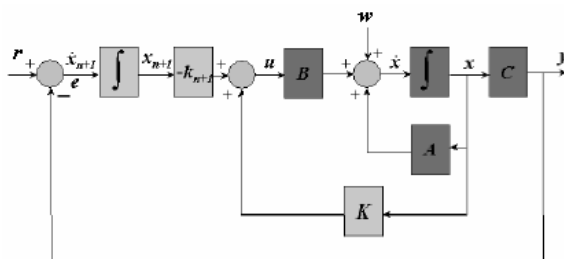 w
r + ẋₙ₊₁ ∫ xₙ₊₁ -kₙ₊₁ + u B + + ẋ ∫ x C y
− e + +
A
K